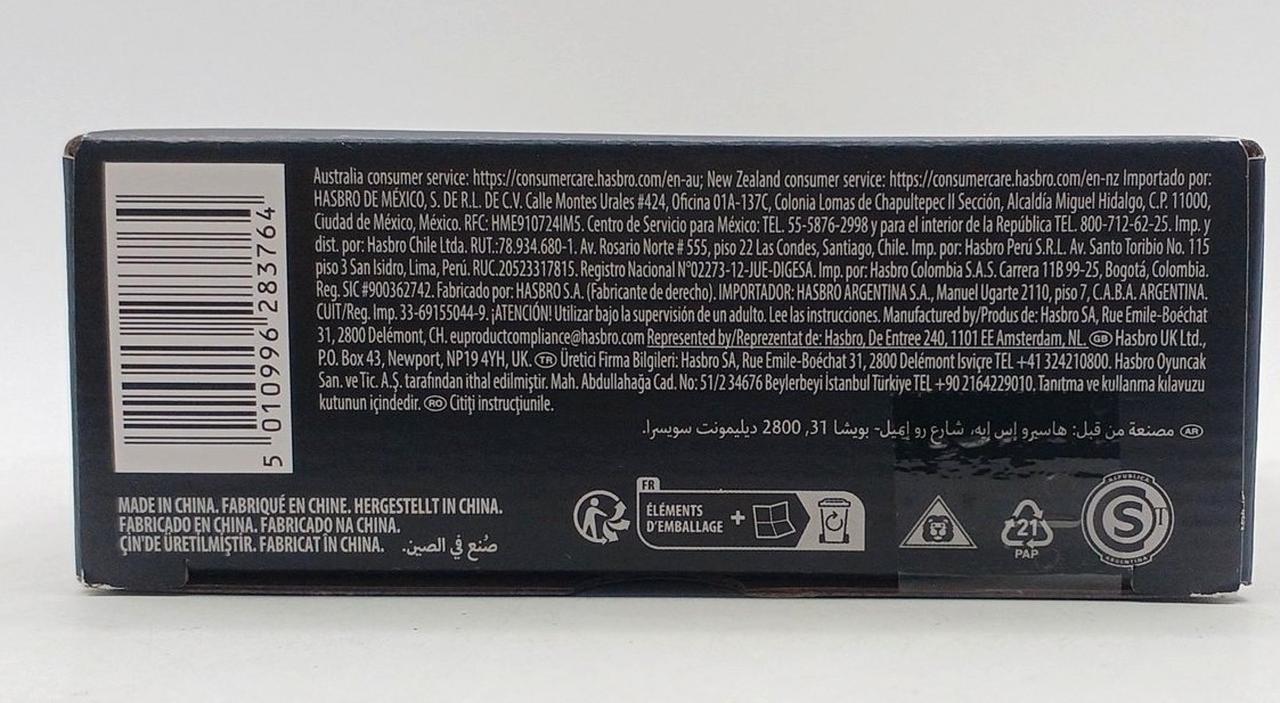 5 010996 283764
Australia consumer service: https://consumercare.hasbro.com/en-au; New Zealand consumer service: https://consumercare.hasbro.com/en-nz Importado por:
HASBRO DE MÉXICO, S. DE R.L. DE C.V. Calle Montes Urales #424, Oficina 01A-137C, Colonia Lomas de Chapultepec II Sección, Alcaldía Miguel Hidalgo, C.P. 11000,
Ciudad de México, México. RFC: HME910724IM5. Centro de Servicio para México: TEL. 55-5876-2998 y para el interior de la República TEL. 800-712-62-25. Imp. y
dist. por: Hasbro Chile Ltda. RUT.:78.934.680-1. Av. Rosario Norte # 555, piso 22 Las Condes, Santiago, Chile. Imp. por: Hasbro Perú S.R.L. Av. Santo Toribio No. 115
piso 3 San Isidro, Lima, Perú. RUC.20523317815. Registro Nacional N°02273-12-JUE-DIGESA. Imp. por: Hasbro Colombia S.A.S. Carrera 11B 99-25, Bogotá, Colombia.
Reg. SIC #900362742. Fabricado por: HASBRO S.A. (Fabricante de derecho). IMPORTADOR: HASBRO ARGENTINA S.A., Manuel Ugarte 2110, piso 7, C.A.B.A. ARGENTINA.
CUIT/Reg. Imp. 33-69155044-9. ¡ATENCIÓN! Utilizar bajo la supervisión de un adulto. Lee las instrucciones. Manufactured by/Produs de: Hasbro SA, Rue Emile-Boéchat
31, 2800 Delémont, CH. euproductcompliance@hasbro.com Represented by/Reprezentat de: Hasbro, De Entree 240, 1101 EE Amsterdam, NL. GB Hasbro UK Ltd.,
P.O. Box 43, Newport, NP19 4YH, UK. TR Üretici Firma Bilgileri: Hasbro SA, Rue Emile-Boéchat 31, 2800 Delémont İsviçre TEL +41 324210800. Hasbro Oyuncak
San. ve Tic. A.Ş. tarafından ithal edilmiştir. Mah. Abdullahağa Cad. No: 51/2 34676 Beylerbeyi İstanbul Türkiye TEL +90 2164229010. Tanıtma ve kullanma kılavuzu
kutunun içindedir. RO Citiți instrucțiunile.
AR مصنعة من قبل: هاسبرو إس إيه، شارع رو إميل- بويشا 31, 2800 ديليمونت سويسرا.
MADE IN CHINA. FABRIQUÉ EN CHINE. HERGESTELLT IN CHINA.
FABRICADO EN CHINA. FABRICADO NA CHINA.
ÇİN'DE ÜRETİLMİŞTİR. FABRICAT ÎN CHINA. صُنع في الصين.
FR
ÉLÉMENTS
D'EMBALLAGE +
21
PAP
REPUBLICA
S
ARGENTINA